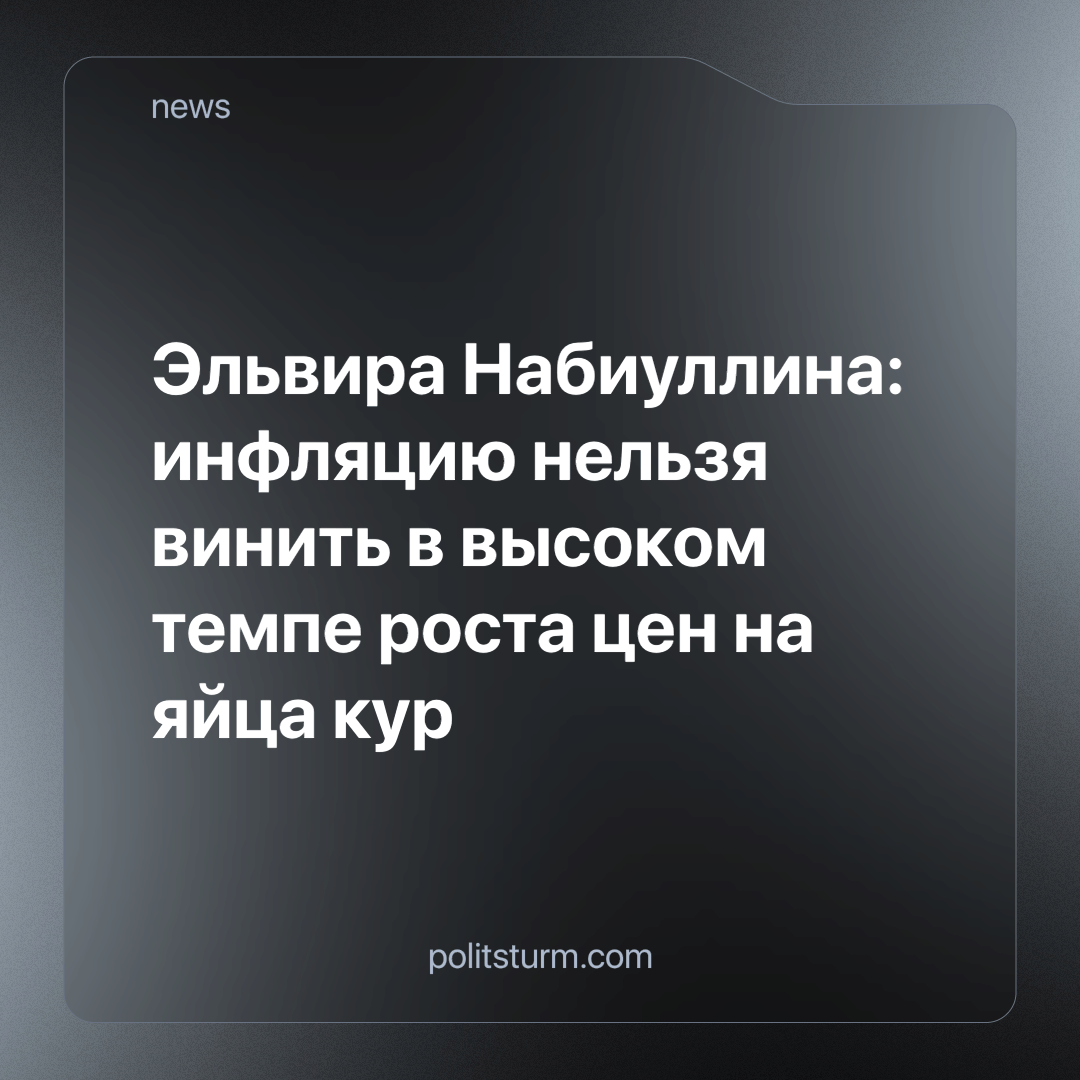 news
Эльвира Набиуллина:
инфляцию нельзя
винить в высоком
темпе роста цен на
яйца кур
politsturm.com